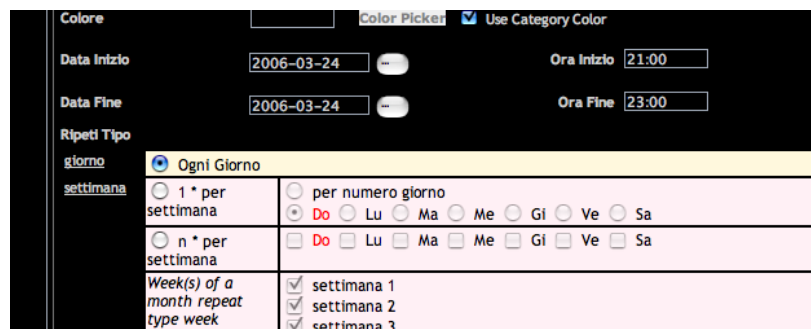 Colore Color Picker Use Category Color
Data Inizio 2006-03-24 ... Ora Inizio 21:00
Data Fine 2006-03-24 ... Ora Fine 23:00
Ripeti Tipo
giorno Ogni Giorno
settimana 1 * per settimana per numero giorno
Do Lu Ma Me Gi Ve Sa
n * per settimana Do Lu Ma Me Gi Ve Sa
Week(s) of a
month repeat
type week
settimana 1
settimana 2
settimana 3